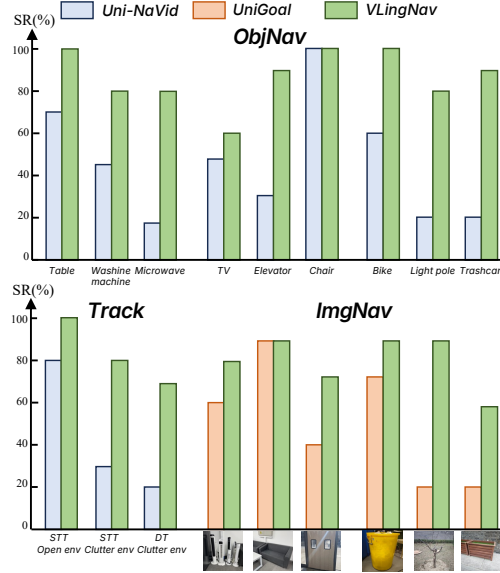 Uni-NaVid UniGoal VLingNav
SR(%)
ObjNav
100
80
60
40
20
0
Table Washine machine Microwave TV Elevator Chair Bike Light pole Trashcan
SR(%)
Track ImgNav
100
80
60
40
20
0
STT Open env STT Clutter env DT Clutter env